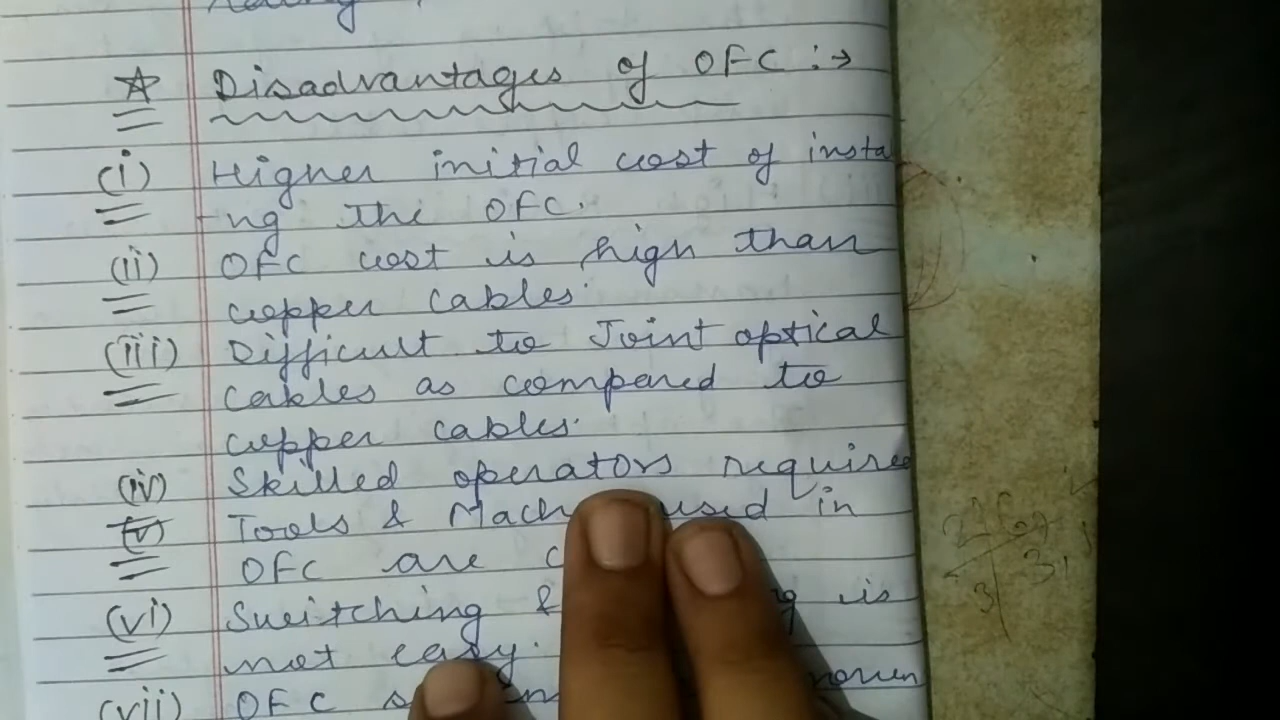 ☆ Disadvantages of OFC :→
(i) Higher initial cost of insta
-ng the OFC.
(ii) OFC cost is high than
copper cables.
(iii) Difficult to Joint optical
cables as compared to
copper cables.
(iv) Skilled operators require
(v) Tools & Mach used in
OFC are
(vi) Switching & is
not easy.
(vii) OFC